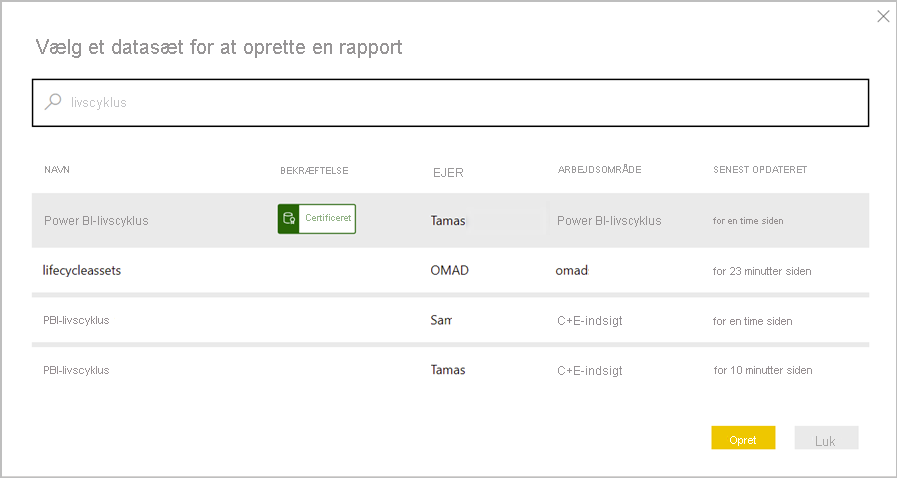 Vælg et datasæt for at oprette en rapport
livscyklus
NAVN BEKRÆFTELSE EJER ARBEJDSOMRÅDE SENEST OPDATERET
Power BI-livscyklus Certificeret Tamas Power BI-livscyklus for en time siden
lifecycleassets OMAD omad for 23 minutter siden
PBI-livscyklus Sam C+E-indsigt for en time siden
PBI-livscyklus Tamas C+E-indsigt for 10 minutter siden
Opret Luk